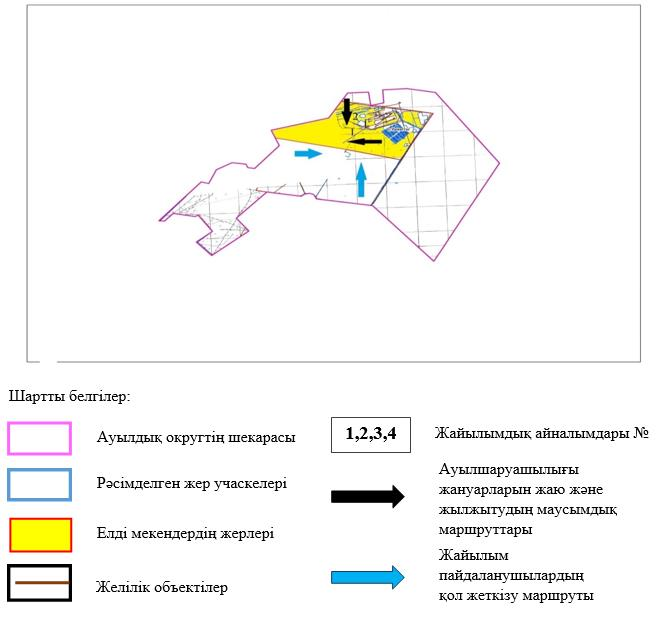 Шартты белгілер:
Ауылдық округтің шекарасы
Рәсімделген жер учаскелері
Елді мекендердің жерлері
Желілік объектілер
1,2,3,4
Жайылымдық айналымдары №
Ауылшаруашылығы
жануарларын жаю және
жылжытудың маусымдық
маршруттары
Жайылым
пайдаланушылардың
қол жеткізу маршруты